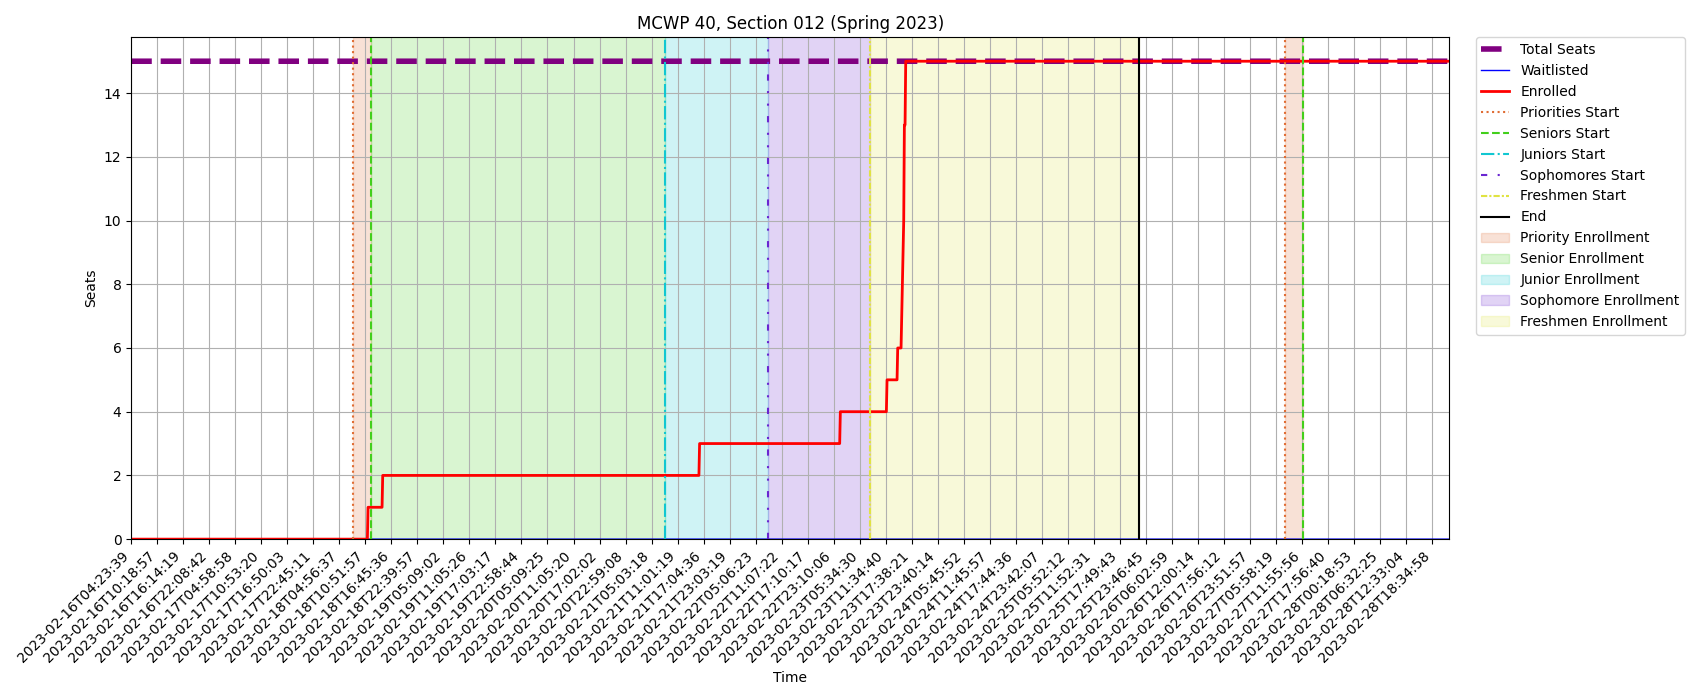 MCWP 40, Section 012 (Spring 2023)
Seats
14
12
10
8
6
4
2
0
2023-02-16T04:23:39
2023-02-16T10:18:57
2023-02-16T16:14:19
2023-02-16T22:08:42
2023-02-17T04:58:58
2023-02-17T10:53:20
2023-02-17T16:50:03
2023-02-17T22:45:11
2023-02-18T04:56:37
2023-02-18T10:51:57
2023-02-18T16:45:36
2023-02-18T22:39:57
2023-02-19T05:09:02
2023-02-19T11:05:26
2023-02-19T17:03:17
2023-02-19T22:58:44
2023-02-20T05:09:25
2023-02-20T11:05:20
2023-02-20T17:02:02
2023-02-20T22:59:08
2023-02-21T05:03:18
2023-02-21T11:01:19
2023-02-21T17:04:36
2023-02-21T23:03:19
2023-02-22T05:06:23
2023-02-22T11:07:22
2023-02-22T17:10:17
2023-02-22T23:10:06
2023-02-23T05:34:30
2023-02-23T11:34:40
2023-02-23T17:38:21
2023-02-23T23:40:14
2023-02-24T05:45:52
2023-02-24T11:45:57
2023-02-24T17:44:36
2023-02-24T23:42:07
2023-02-25T05:52:12
2023-02-25T11:52:31
2023-02-25T17:49:43
2023-02-25T23:46:45
2023-02-26T06:02:59
2023-02-26T12:00:14
2023-02-26T17:56:12
2023-02-26T23:51:57
2023-02-27T05:58:19
2023-02-27T11:55:56
2023-02-27T17:56:40
2023-02-28T00:18:53
2023-02-28T06:32:25
2023-02-28T12:33:04
2023-02-28T18:34:58
Time
Total Seats
Waitlisted
Enrolled
Priorities Start
Seniors Start
Juniors Start
Sophomores Start
Freshmen Start
End
Priority Enrollment
Senior Enrollment
Junior Enrollment
Sophomore Enrollment
Freshmen Enrollment